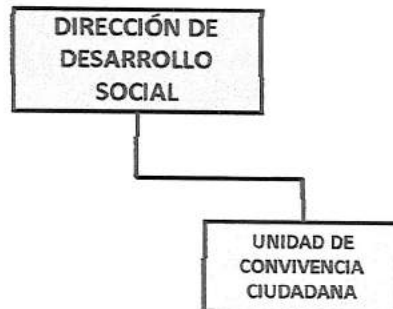 DIRECCIÓN DE
DESARROLLO
SOCIAL
UNIDAD DE
CONVIVENCIA
CIUDADANA